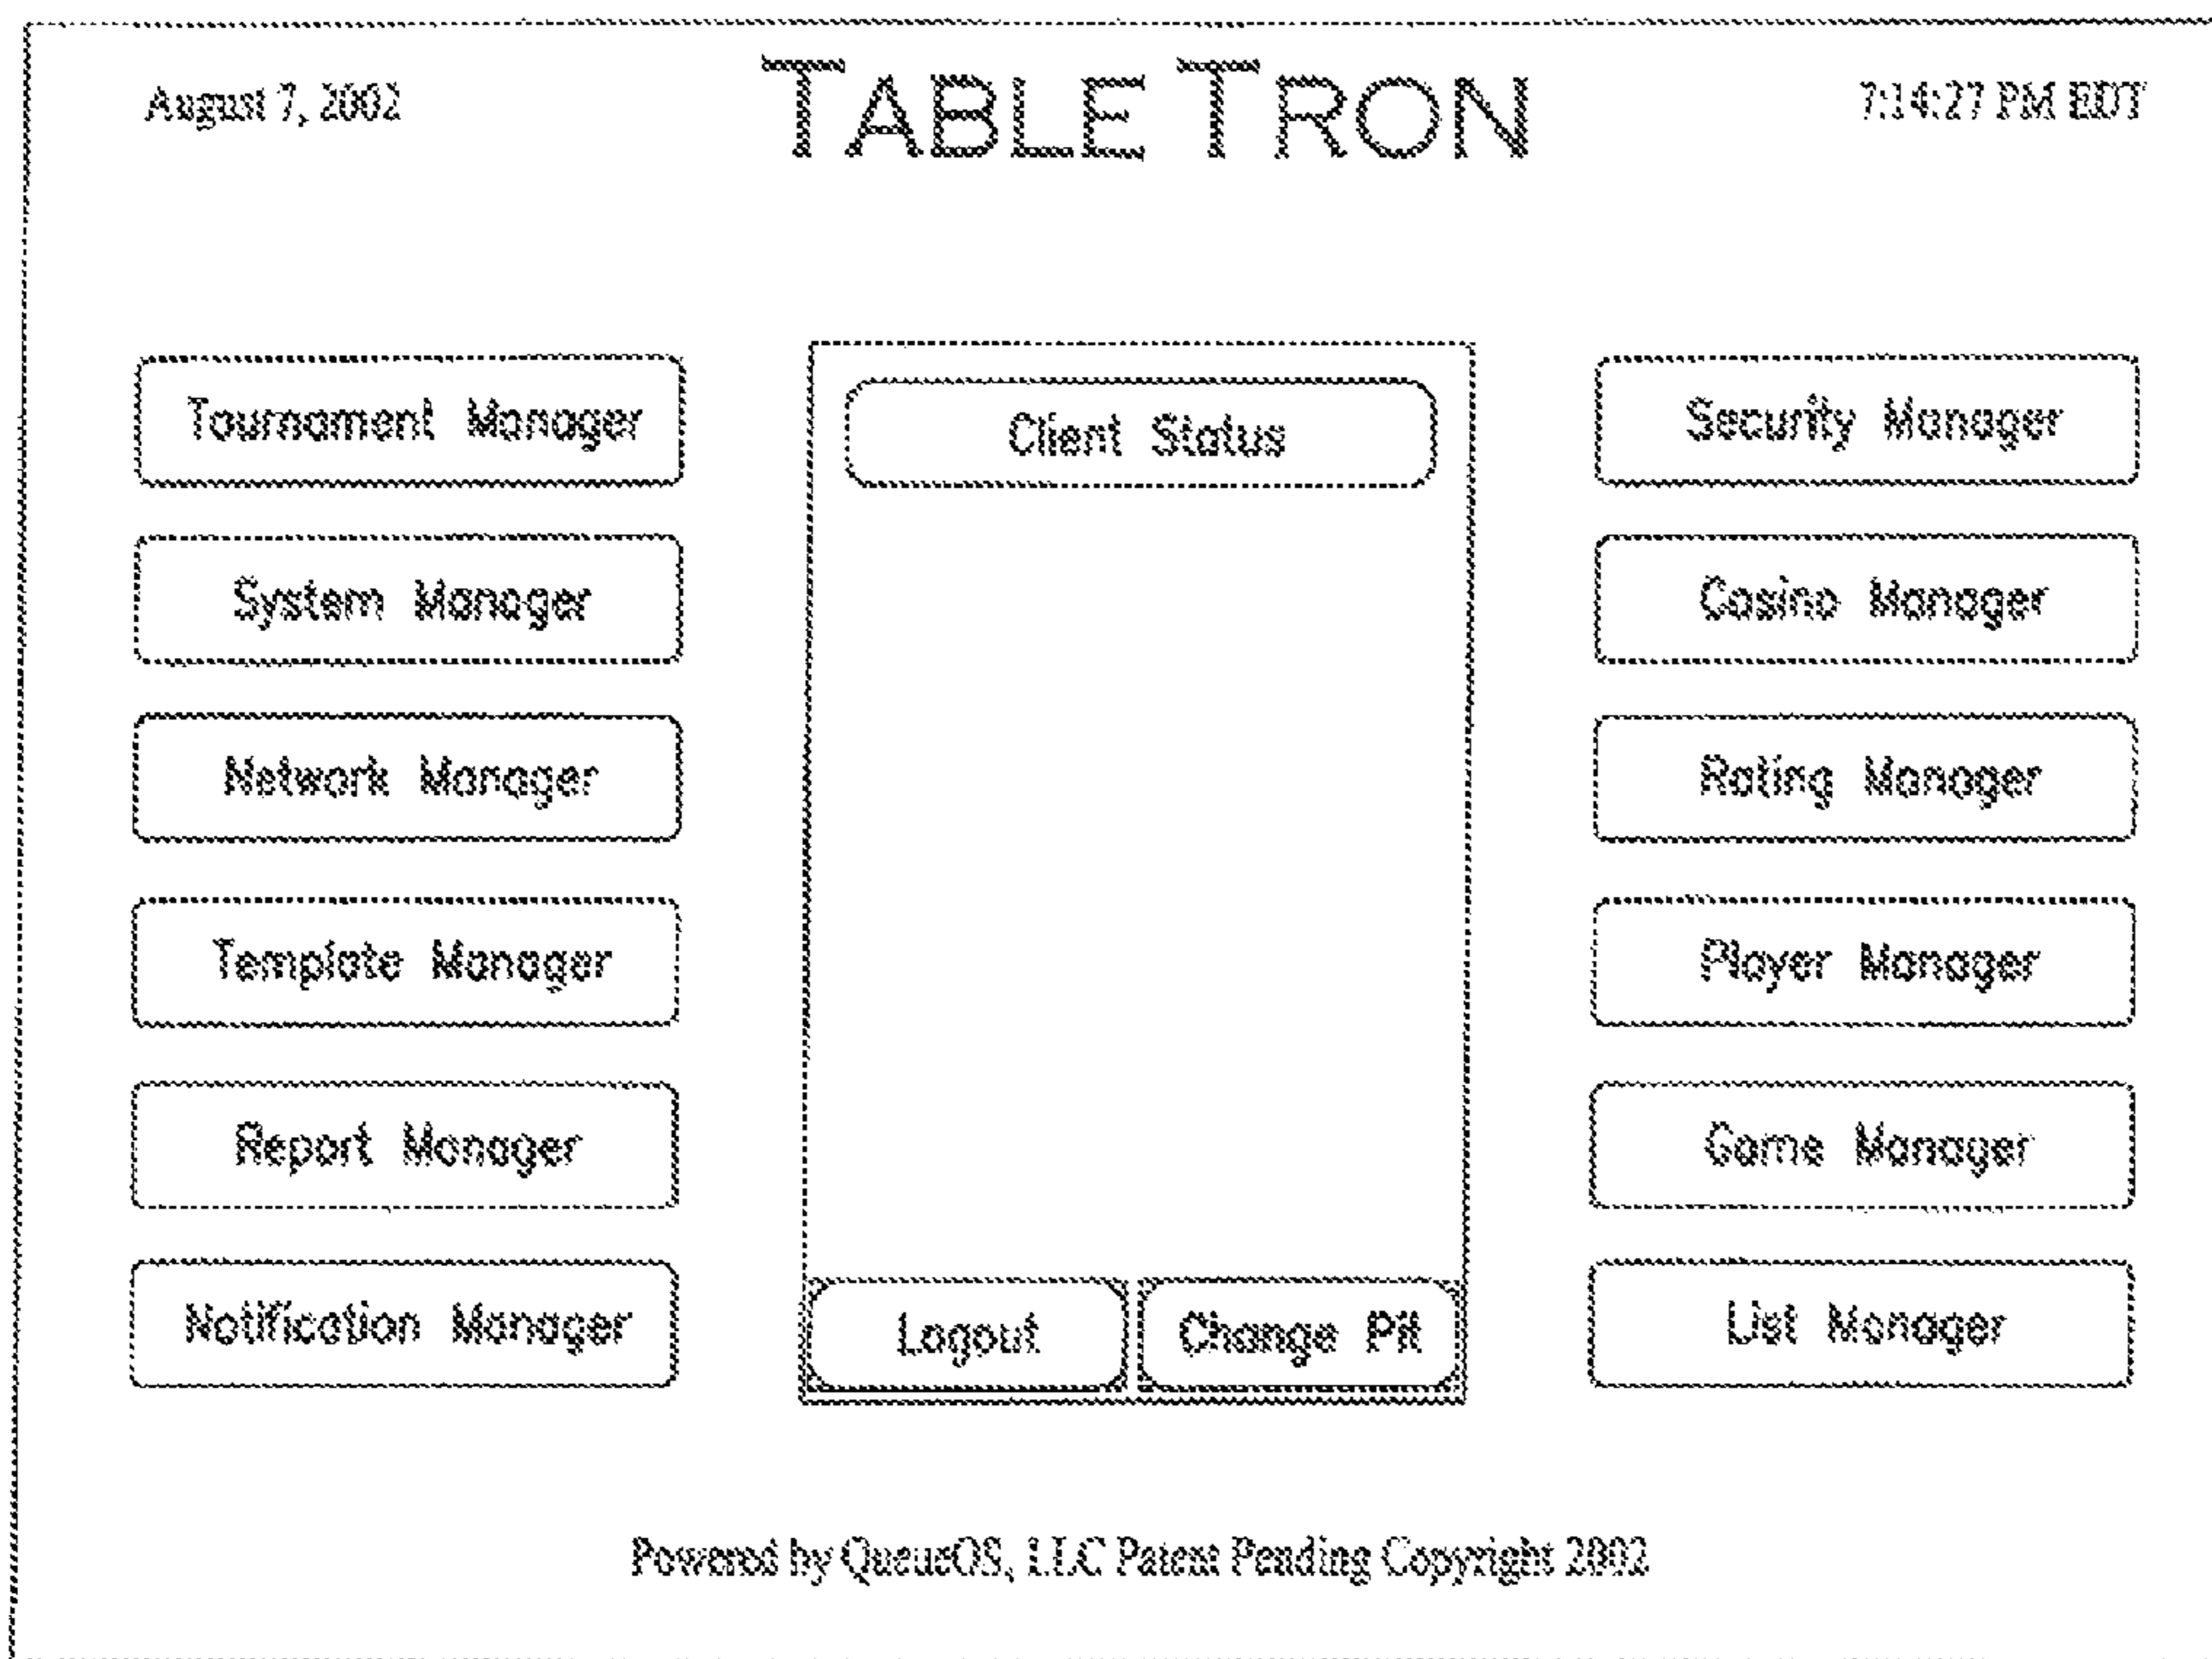 August 7, 2002
TABLE TRON
7:14:27 PM EDT
Tournament Manager
System Manager
Network Manager
Template Manager
Report Manager
Notification Manager
Client Status
Logout
Change Pit
Security Manager
Casino Manager
Rating Manager
Player Manager
Game Manager
List Manager
Powered by QueueOS, LLC Patent Pending Copyright 2002